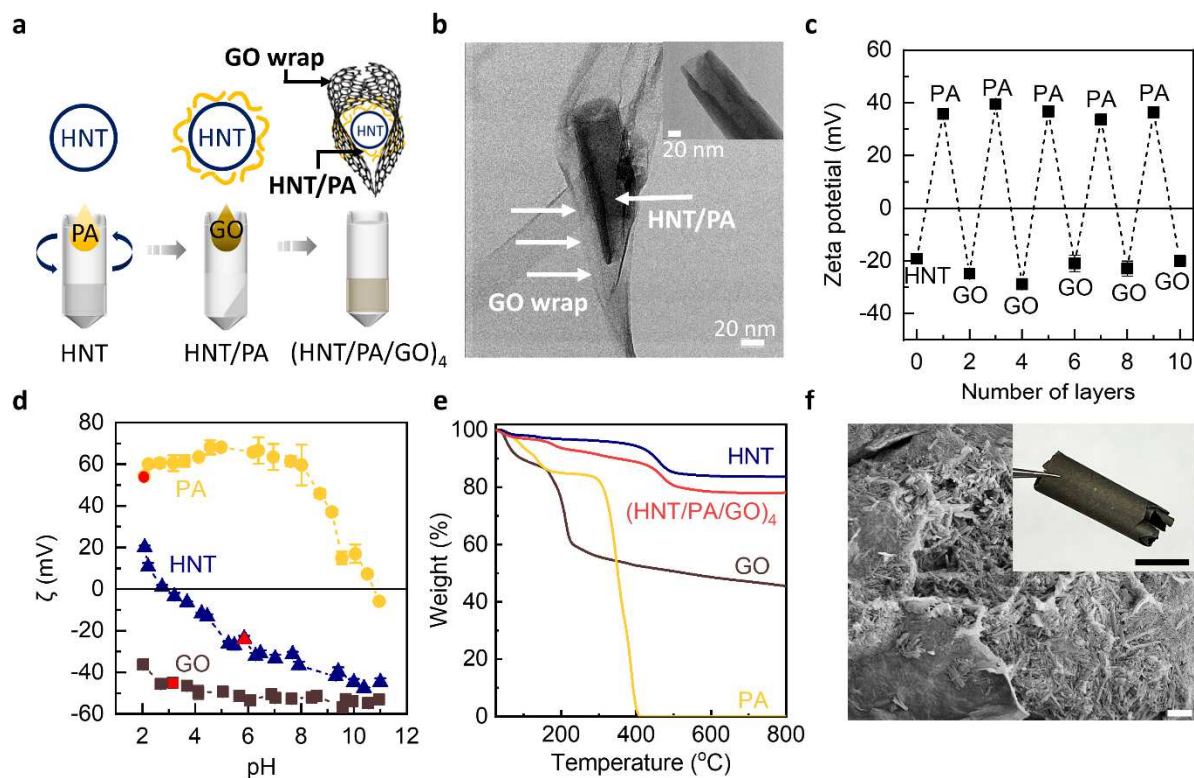 a
GO wrap
HNT
HNT
HNT
HNT/PA
PA
GO
HNT
HNT/PA
(HNT/PA/GO)4
b
20 nm
HNT/PA
GO wrap
20 nm
c
60
40
20
0
-20
-40
Zeta potetial (mV)
PA
PA
PA
PA
PA
HNT
GO
GO
GO
GO
GO
0
2
4
6
8
10
Number of layers
d
80
60
40
20
0
-20
-40
-60
ζ (mV)
PA
HNT
GO
2
4
6
8
10
12
pH
e
100
80
60
40
20
0
Weight (%)
HNT
(HNT/PA/GO)4
GO
PA
200
400
600
800
Temperature (oC)
f